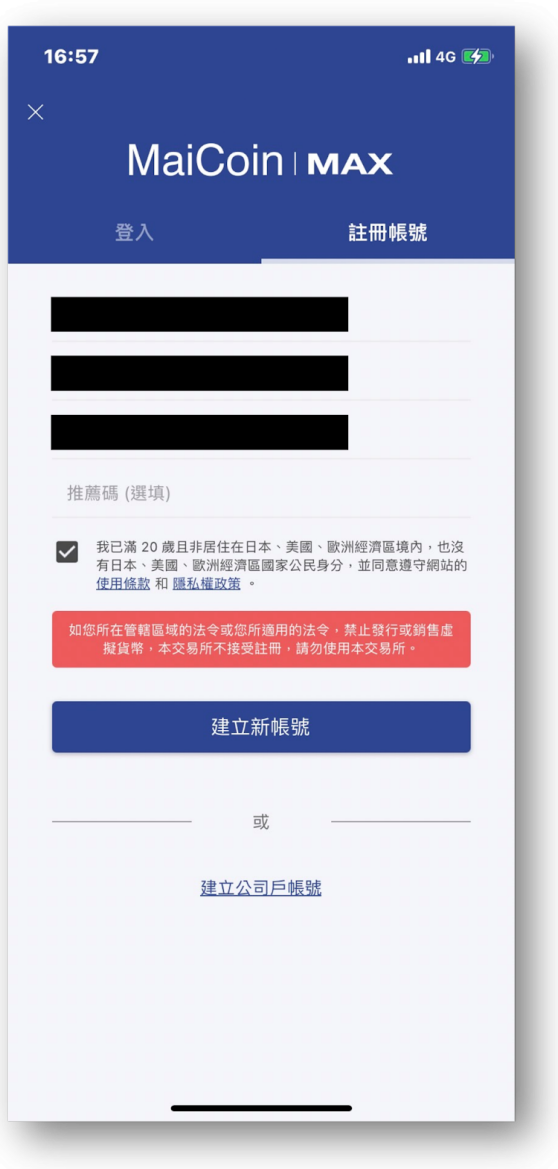 16:57
4G
MaiCoin | MAX
登入 註冊帳號
推薦碼 (選填)
我已滿 20 歲且非居住在日本、美國、歐洲經濟區境內，也沒
有日本、美國、歐洲經濟區國家公民身分，並同意遵守網站的
使用條款 和 隱私權政策 。
如您所在管轄區域的法令或您所適用的法令，禁止發行或銷售虛
擬貨幣，本交易所不接受註冊，請勿使用本交易所。
建立新帳號
或
建立公司戶帳號